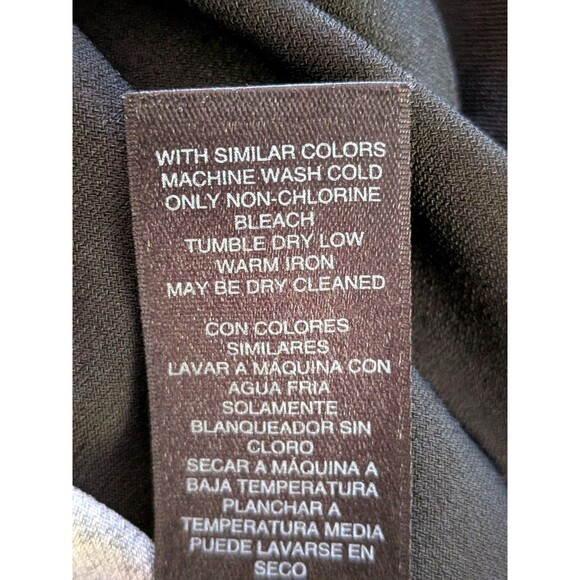 WITH SIMILAR COLORS
MACHINE WASH COLD
ONLY NON-CHLORINE
BLEACH
TUMBLE DRY LOW
WARM IRON
MAY BE DRY CLEANED
CON COLORES
SIMILARES
LAVAR A MÁQUINA CON
AGUA FRIA
SOLAMENTE
BLANQUEADOR SIN
CLORO
SECAR A MÁQUINA A
BAJA TEMPERATURA
PLANCHAR A
TEMPERATURA MEDIA
PUEDE LAVARSE EN
SECO